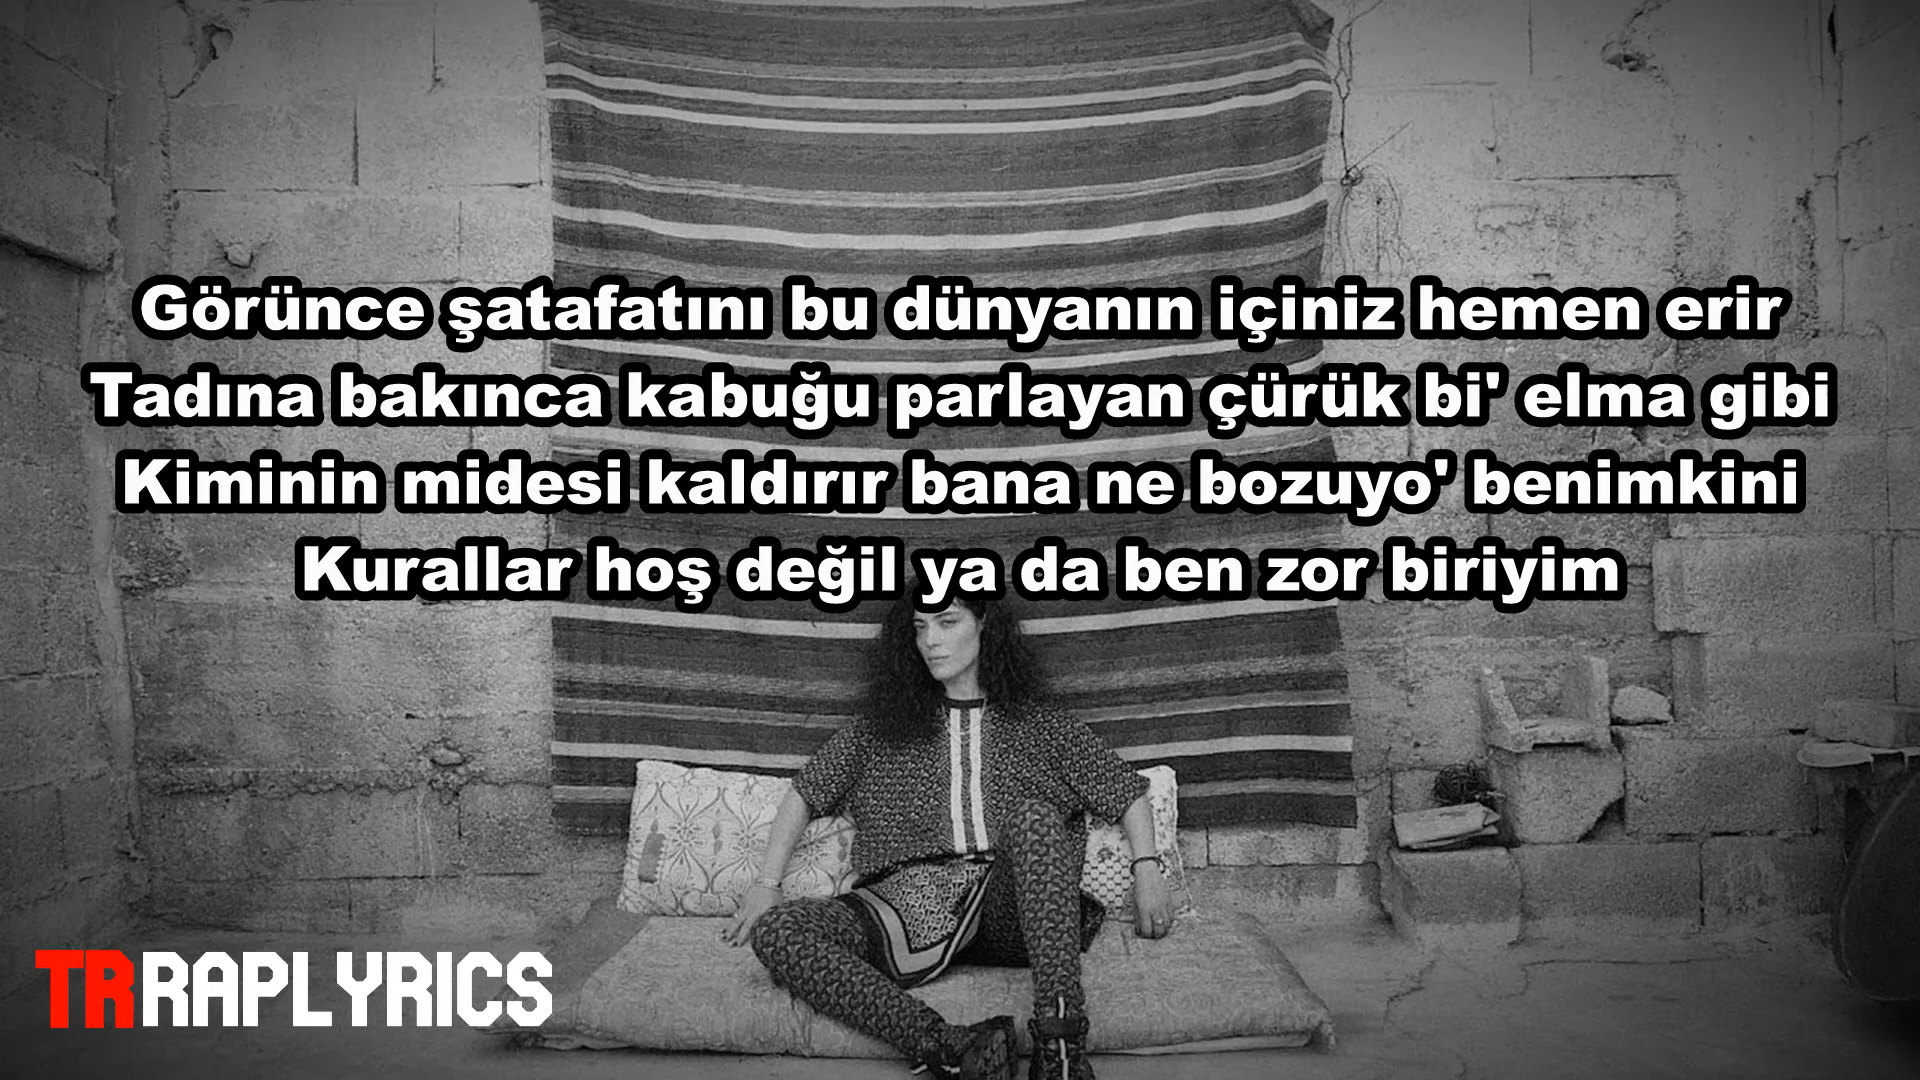 Görünce şatafatını bu dünyanın içiniz hemen erir
Tadına bakınca kabuğu parlayan çürük bi' elma gibi
Kiminin midesi kaldırır bana ne bozuyo' benimkini
Kurallar hoş değil ya da ben zor biriyim
TRRAPLYRICS